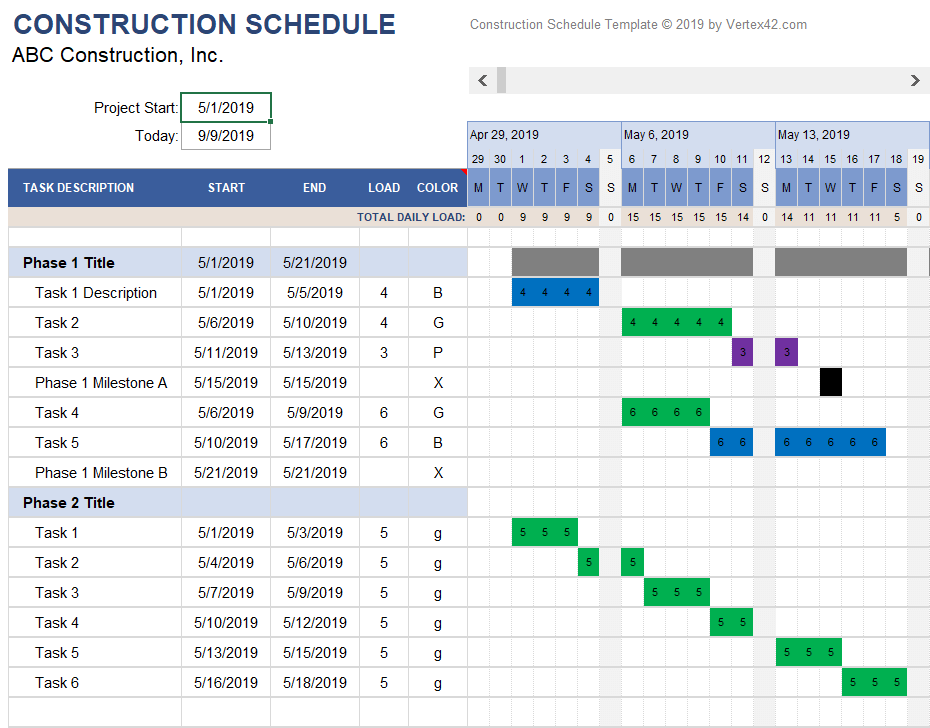 CONSTRUCTION SCHEDULE
Construction Schedule Template © 2019 by Vertex42.com
ABC Construction, Inc.
Project Start: 5/1/2019
Today: 9/9/2019
Apr 29, 2019 May 6, 2019 May 13, 2019
29 30 1 2 3 4 5 6 7 8 9 10 11 12 13 14 15 16 17 18 19
TASK DESCRIPTION START END LOAD COLOR M T W T F S S M T W T F S S M T W T F S S
TOTAL DAILY LOAD: 0 0 9 9 9 9 0 15 15 15 15 15 14 0 14 11 11 11 11 5 0
Phase 1 Title 5/1/2019 5/21/2019
Task 1 Description 5/1/2019 5/5/2019 4 B 4 4 4 4
Task 2 5/6/2019 5/10/2019 4 G 4 4 4 4 4
Task 3 5/11/2019 5/13/2019 3 P 3 3
Phase 1 Milestone A 5/15/2019 5/15/2019 X
Task 4 5/6/2019 5/9/2019 6 G 6 6 6 6
Task 5 5/10/2019 5/17/2019 6 B 6 6 6 6 6 6 6
Phase 1 Milestone B 5/21/2019 5/21/2019 X
Phase 2 Title
Task 1 5/1/2019 5/3/2019 5 g 5 5 5
Task 2 5/4/2019 5/6/2019 5 g 5 5
Task 3 5/7/2019 5/9/2019 5 g 5 5 5
Task 4 5/10/2019 5/12/2019 5 g 5 5
Task 5 5/13/2019 5/15/2019 5 g 5 5 5
Task 6 5/16/2019 5/18/2019 5 g 5 5 5